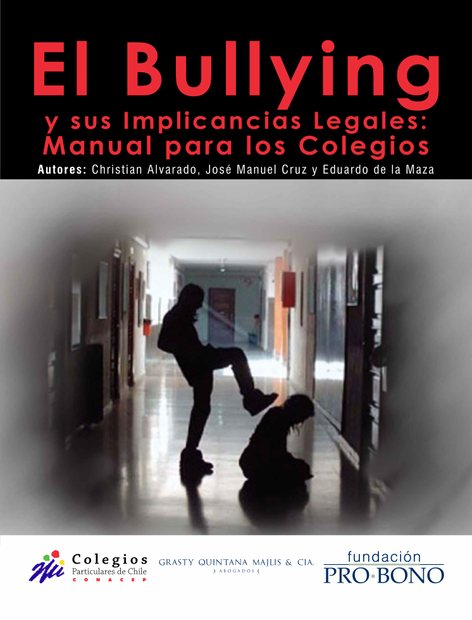 El Bullying
y sus Implicancias Legales:
Manual para los Colegios
Autores: Christian Alvarado, José Manuel Cruz y Eduardo de la Maza
Colegios
Particulares de Chile
CONACEP
GRASTY QUINTANA MAJLIS & CIA.
ABOGADOS
fundación
PRO·BONO